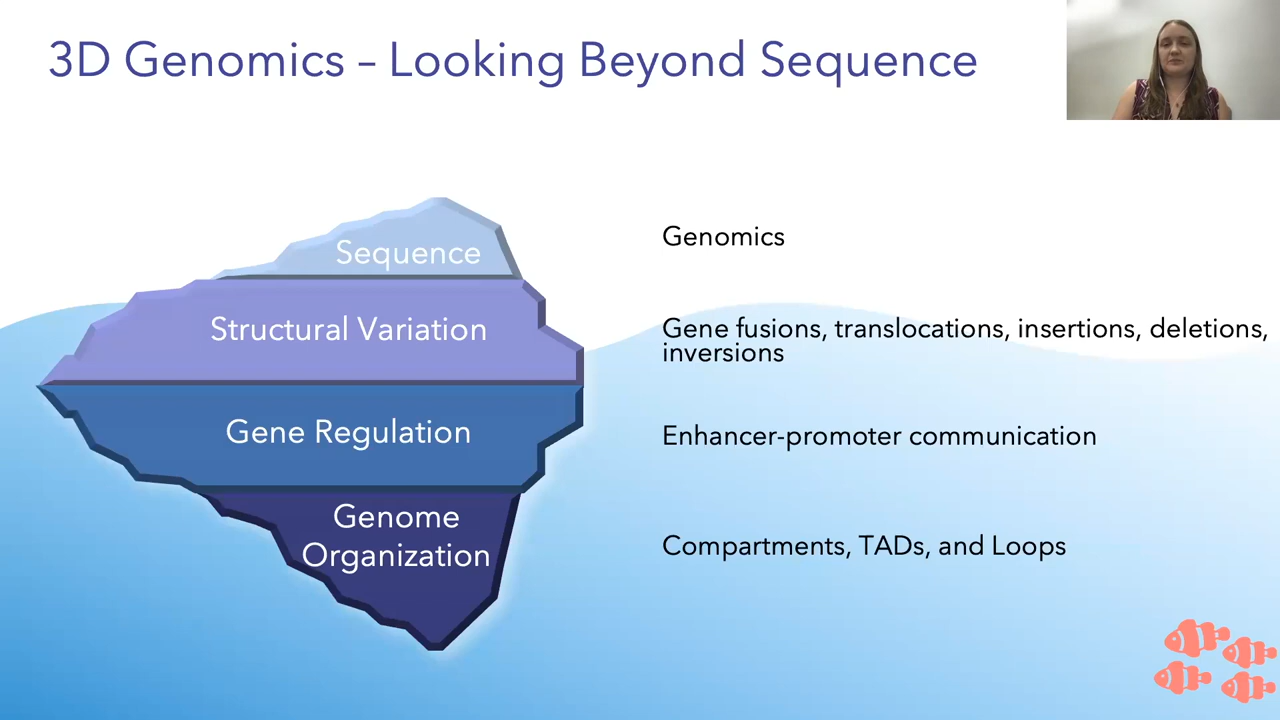 3D Genomics – Looking Beyond Sequence
Sequence
Genomics
Structural Variation
Gene fusions, translocations, insertions, deletions,
inversions
Gene Regulation
Enhancer-promoter communication
Genome
Organization
Compartments, TADs, and Loops